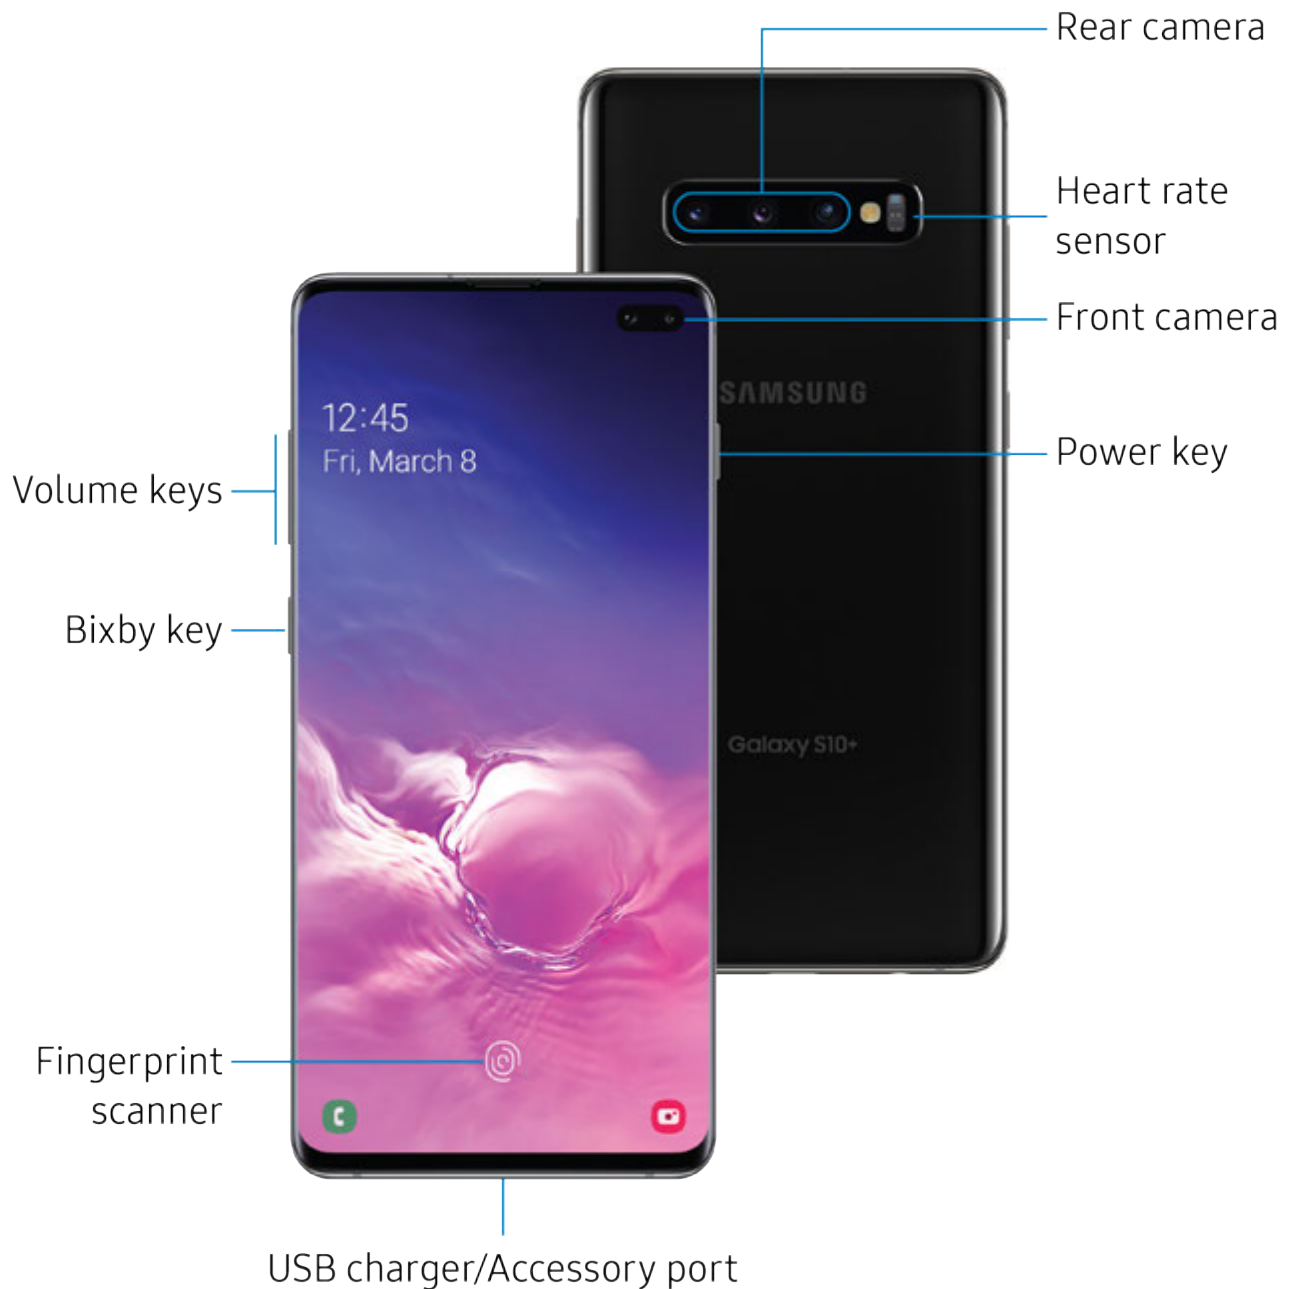 Rear camera
Heart rate
sensor
Front camera
SAMSUNG
12:45
Fri, March 8
Power key
Volume keys
Bixby key
Galaxy S10+
Fingerprint
scanner
USB charger/Accessory port